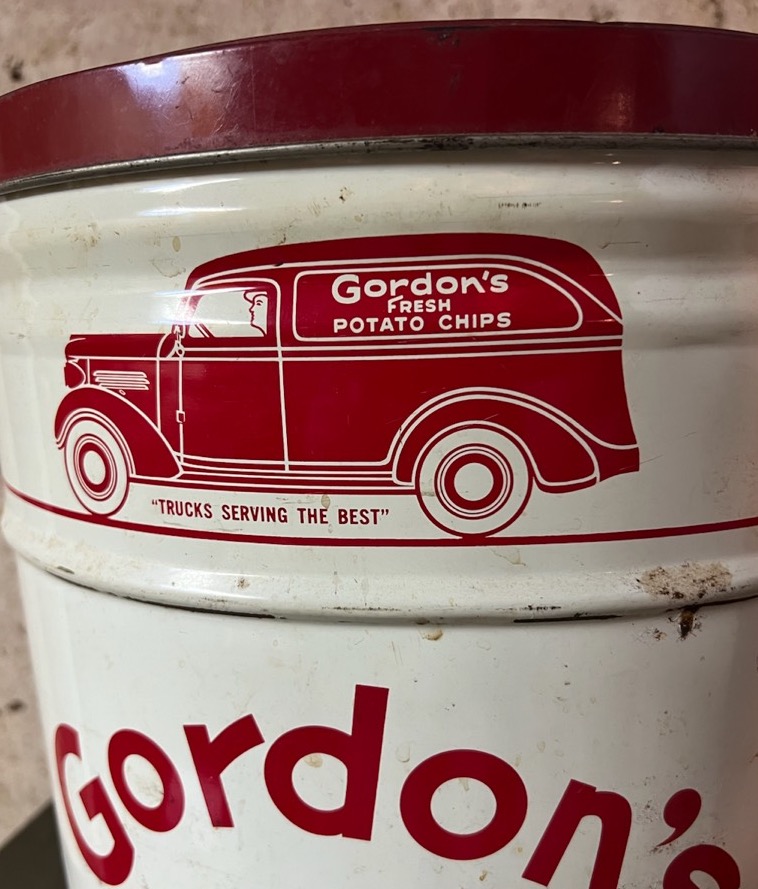 Gordon's
FRESH
POTATO CHIPS
"TRUCKS SERVING THE BEST"
Gordon's